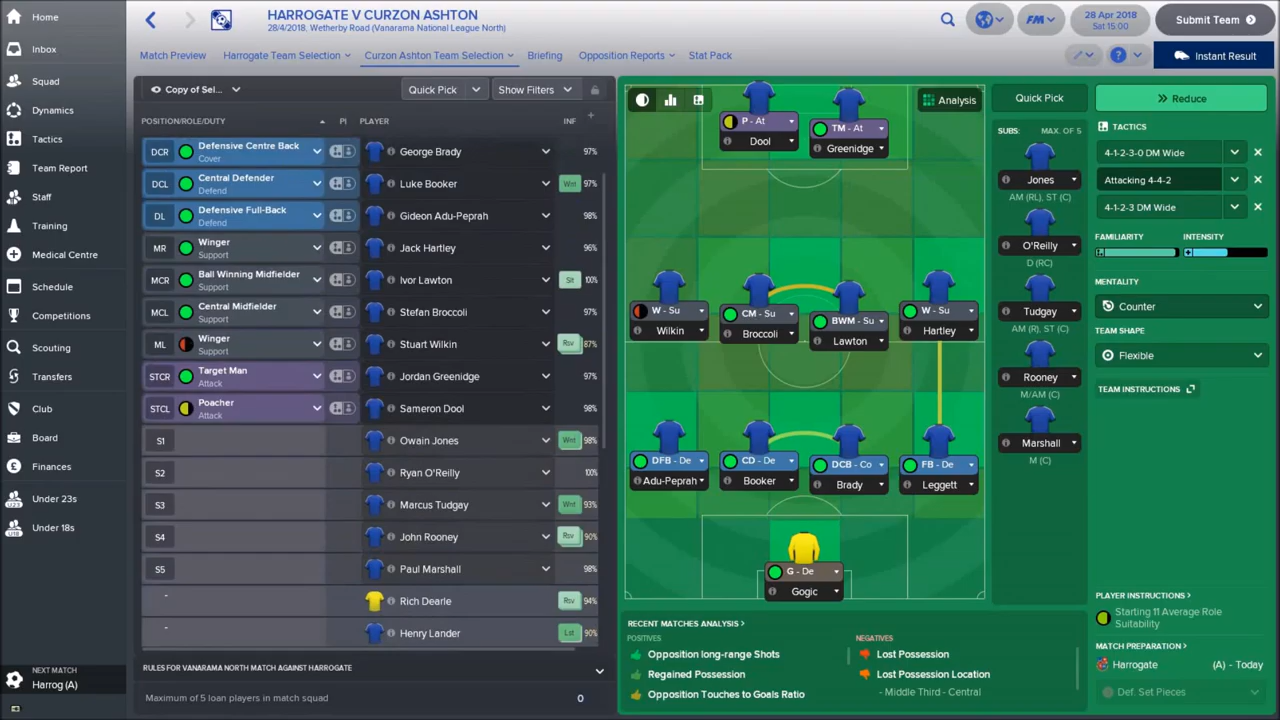 Home
Inbox
Squad
Dynamics
Tactics
Team Report
Staff
Training
Medical Centre
Schedule
Competitions
Scouting
Transfers
Club
Board
Finances
Under 23s
Under 18s
NEXT MATCH
Harrog (A)
HARROGATE V CURZON ASHTON
28/4/2018, Wetherby Road (Vanarama National League North)
FM
28 Apr 2018
Sat 15:00
Submit Team
Match Preview
Harrogate Team Selection
Curzon Ashton Team Selection
Briefing
Opposition Reports
Stat Pack
Instant Result
Copy of Sel...
Quick Pick
Show Filters
POSITION/ROLE/DUTY PI PLAYER INF
DCR Defensive Centre Back Cover George Brady 97%
DCL Central Defender Defend Luke Booker Wnt 97%
DL Defensive Full-Back Defend Gideon Adu-Peprah 98%
MR Winger Support Jack Hartley 96%
MCR Ball Winning Midfielder Support Ivor Lawton Slt 100%
MCL Central Midfielder Support Stefan Broccoli 97%
ML Winger Support Stuart Wilkin Rsv 87%
STCR Target Man Attack Jordan Greenidge 97%
STCL Poacher Attack Sameron Dool 98%
S1 Owain Jones Wnt 98%
S2 Ryan O'Reilly 100%
S3 Marcus Tudgay Wnt 93%
S4 John Rooney Rsv 90%
S5 Paul Marshall 98%
- Rich Dearle Rsv 94%
- Henry Lander Lst 90%
RULES FOR VANARAMA NORTH MATCH AGAINST HARROGATE
Maximum of 5 loan players in match squad 0
Analysis
P - At
Dool
TM - At
Greenidge
W - Su
Wilkin
CM - Su
Broccoli
BWM - Su
Lawton
W - Su
Hartley
DFB - De
Adu-Peprah
CD - De
Booker
DCB - Co
Brady
FB - De
Leggett
G - De
Gogic
RECENT MATCHES ANALYSIS >
POSITIVES
Opposition long-range Shots
Regained Possession
Opposition Touches to Goals Ratio
NEGATIVES
Lost Possession
Lost Possession Location
- Middle Third - Central
Quick Pick
SUBS: MAX. OF 5
Jones
AM (RL), ST (C)
O'Reilly
D (RC)
Tudgay
AM (R), ST (C)
Rooney
M/AM (C)
Marshall
M (C)
Reduce
TACTICS
4-1-2-3-0 DM Wide
Attacking 4-4-2
4-1-2-3 DM Wide
FAMILIARITY INTENSITY
MENTALITY
Counter
TEAM SHAPE
Flexible
TEAM INSTRUCTIONS
PLAYER INSTRUCTIONS >
Starting 11 Average Role
Suitability
MATCH PREPARATION >
Harrogate (A) - Today
Def. Set Pieces